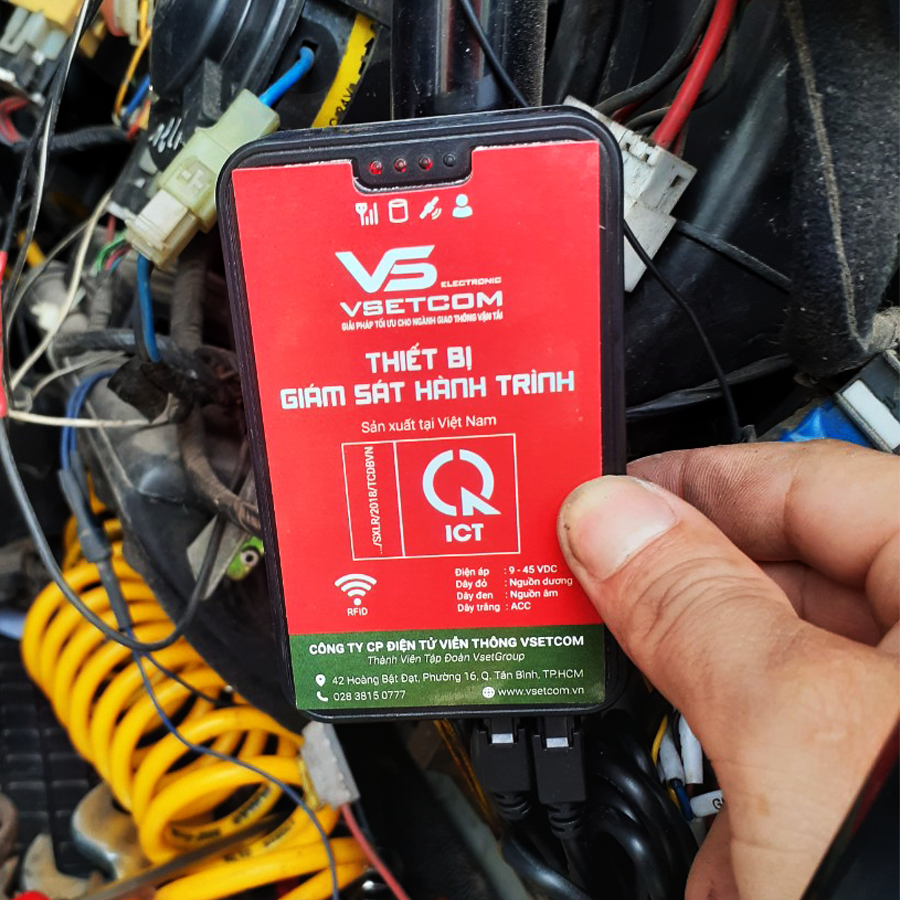 VS ELECTRONIC
VSETCOM
GIẢI PHÁP TỐI ƯU CHO NGÀNH GIAO THÔNG VẬN TẢI
THIẾT BỊ
GIÁM SÁT HÀNH TRÌNH
Sản xuất tại Việt Nam
.../SXLR/2018/TCDBVN
ICT
RFID
Điện áp : 9 - 45 VDC
Dây đỏ : Nguồn dương
Dây đen : Nguồn âm
Dây trắng : ACC
CÔNG TY CP ĐIỆN TỬ VIỄN THÔNG VSETCOM
Thành Viên Tập Đoàn VsetGroup
42 Hoàng Bật Đạt, Phường 16, Q. Tân Bình, TP.HCM
028 3815 0777 www.vsetcom.vn